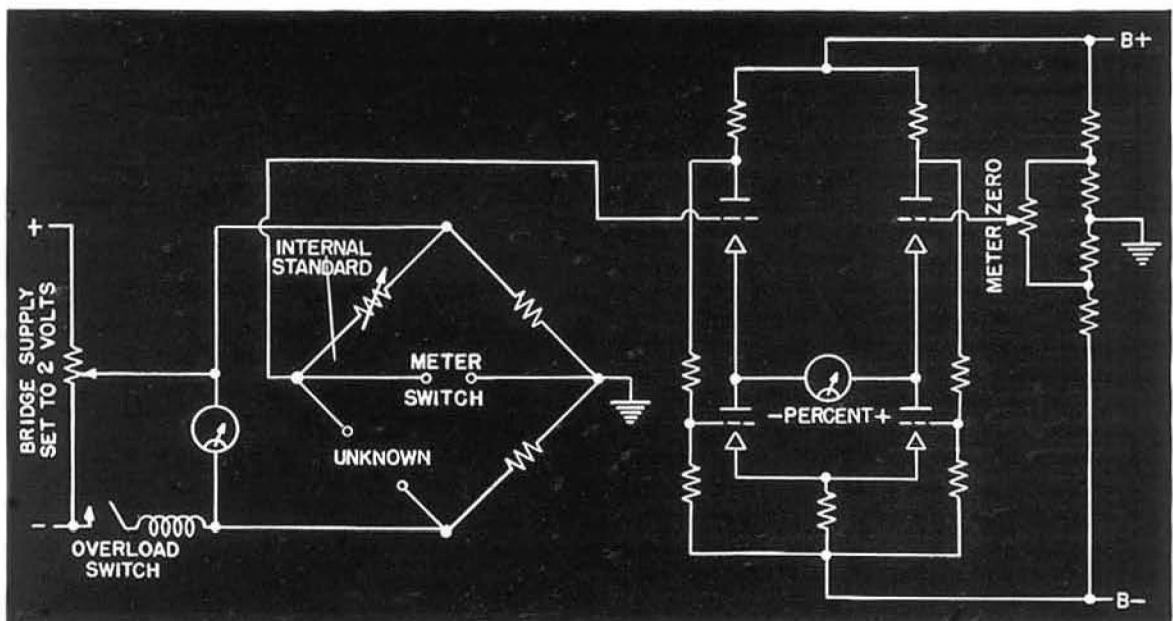 B+
+
BRIDGE SUPPLY
SET TO 2 VOLTS
-
INTERNAL
STANDARD
METER
SWITCH
UNKNOWN
OVERLOAD
SWITCH
METER ZERO
-PERCENT+
B-